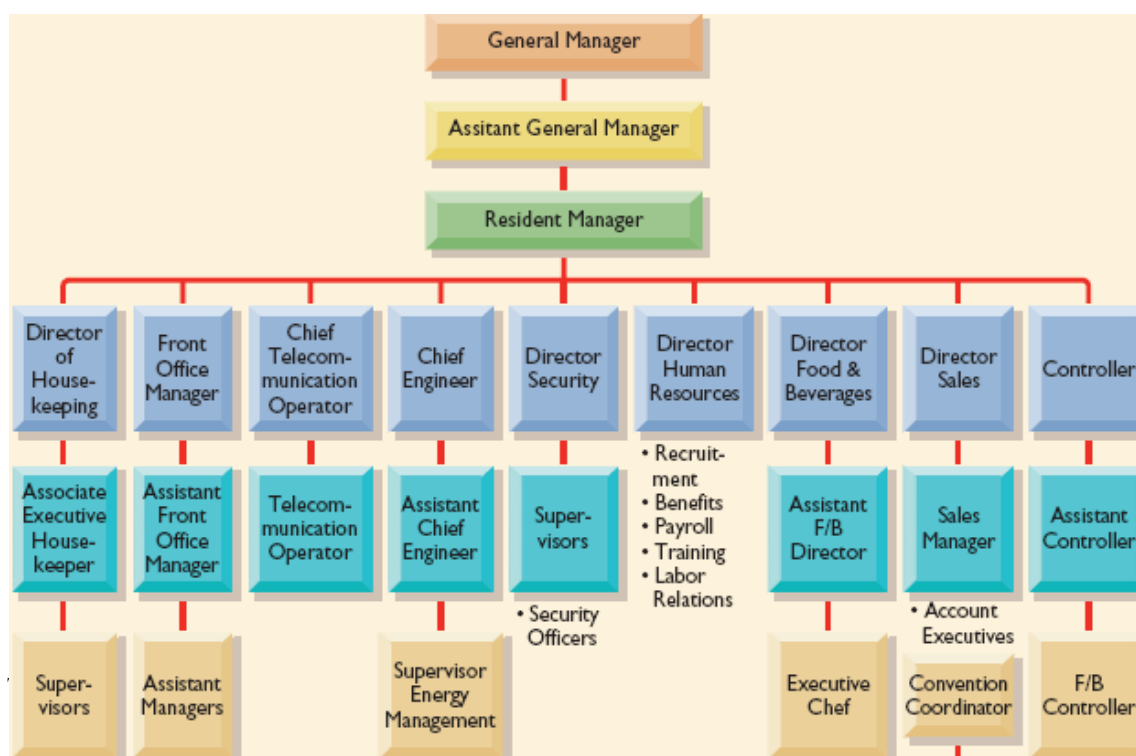 General Manager
Assitant General Manager
Resident Manager
Director
of
House-
keeping
Front
Office
Manager
Chief
Telecom-
munication
Operator
Chief
Engineer
Director
Security
Director
Human
Resources
Director
Food &
Beverages
Director
Sales
Controller
Associate
Executive
House-
keeper
Assistant
Front
Office
Manager
Telecom-
munication
Operator
Assistant
Chief
Engineer
Super-
visors
• Security
Officers
• Recruit-
ment
• Benefits
• Payroll
• Training
• Labor
Relations
Assistant
F/B
Director
Sales
Manager
• Account
Executives
Assistant
Controller
Super-
visors
Assistant
Managers
Supervisor
Energy
Management
Executive
Chef
Convention
Coordinator
F/B
Controller